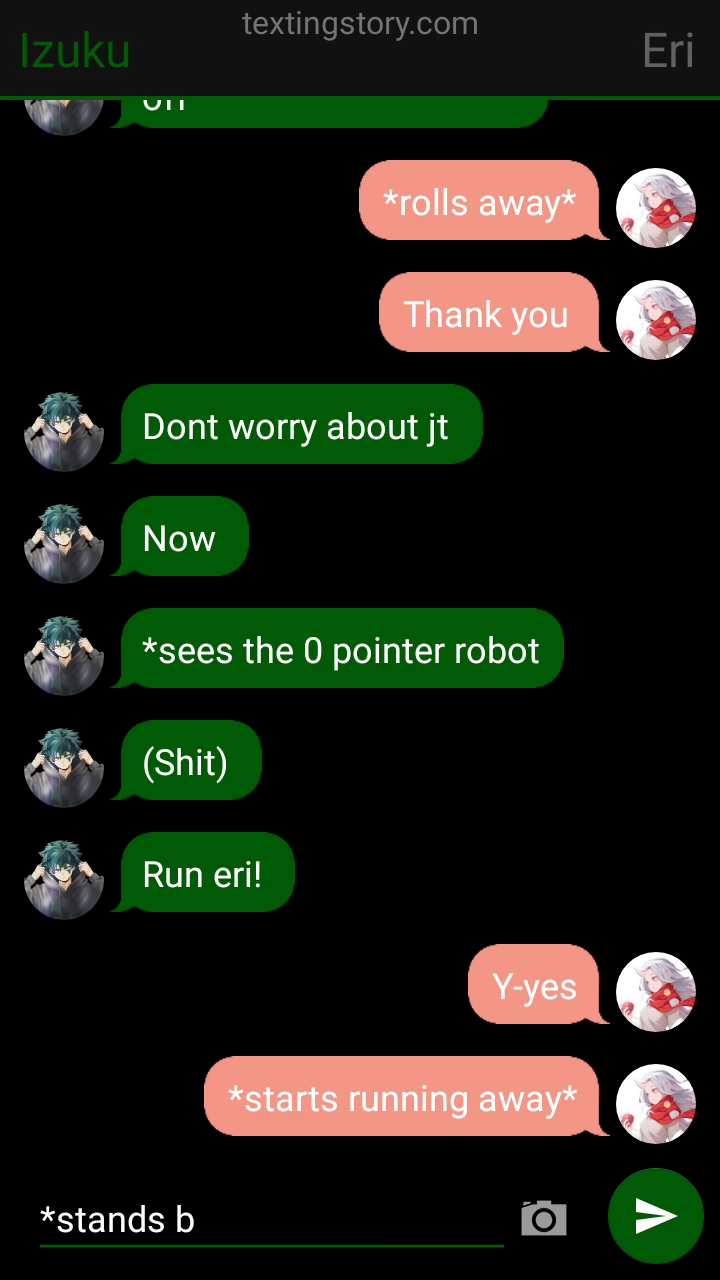 textingstory.com
Izuku
Eri
off
*rolls away*
Thank you
Dont worry about jt
Now
*sees the 0 pointer robot
(Shit)
Run eri!
Y-yes
*starts running away*
*stands b